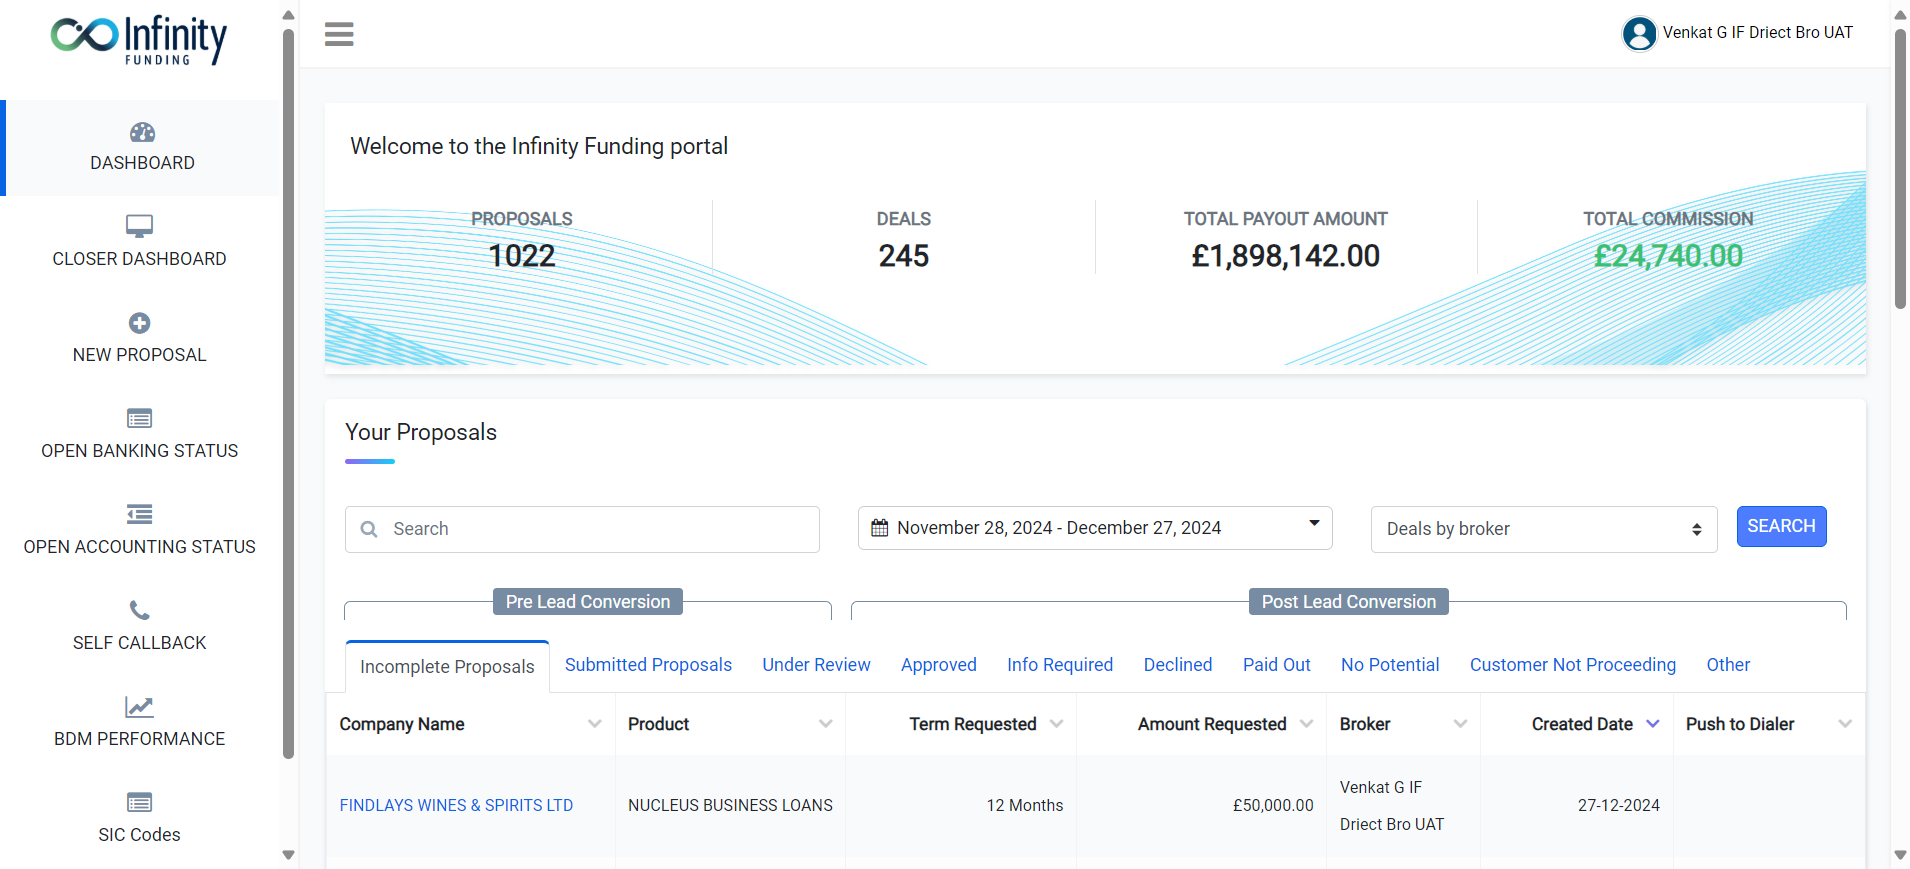 Infinity
FUNDING
Venkat G IF Driect Bro UAT
DASHBOARD
CLOSER DASHBOARD
NEW PROPOSAL
OPEN BANKING STATUS
OPEN ACCOUNTING STATUS
SELF CALLBACK
BDM PERFORMANCE
SIC Codes
Welcome to the Infinity Funding portal
PROPOSALS
1022
DEALS
245
TOTAL PAYOUT AMOUNT
£1,898,142.00
TOTAL COMMISSION
£24,740.00
Your Proposals
Search
November 28, 2024 - December 27, 2024
Deals by broker
SEARCH
Pre Lead Conversion
Post Lead Conversion
Incomplete Proposals
Submitted Proposals
Under Review
Approved
Info Required
Declined
Paid Out
No Potential
Customer Not Proceeding
Other
Company Name
Product
Term Requested
Amount Requested
Broker
Created Date
Push to Dialer
FINDLAYS WINES & SPIRITS LTD
NUCLEUS BUSINESS LOANS
12 Months
£50,000.00
Venkat G IF
Driect Bro UAT
27-12-2024